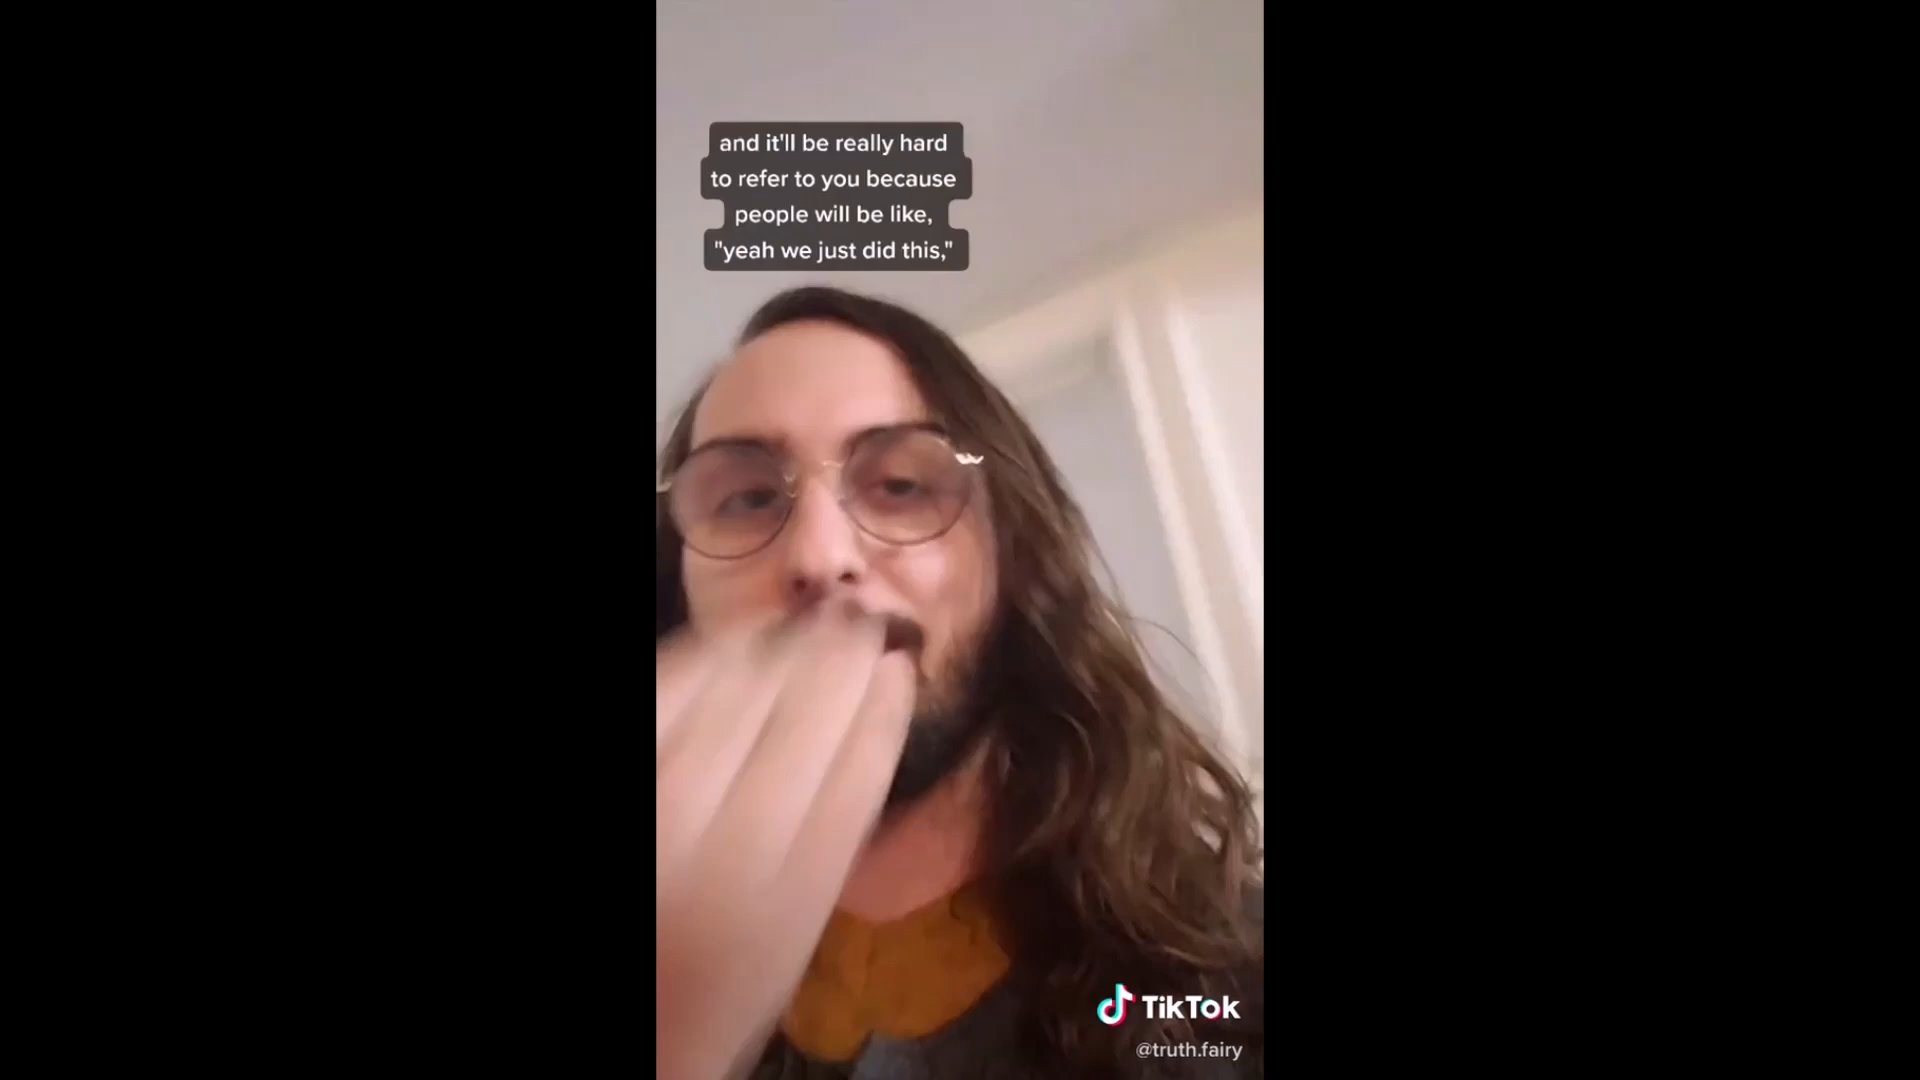 and it'll be really hard
to refer to you because
people will be like,
"yeah we just did this,"
TikTok
@truth.fairy